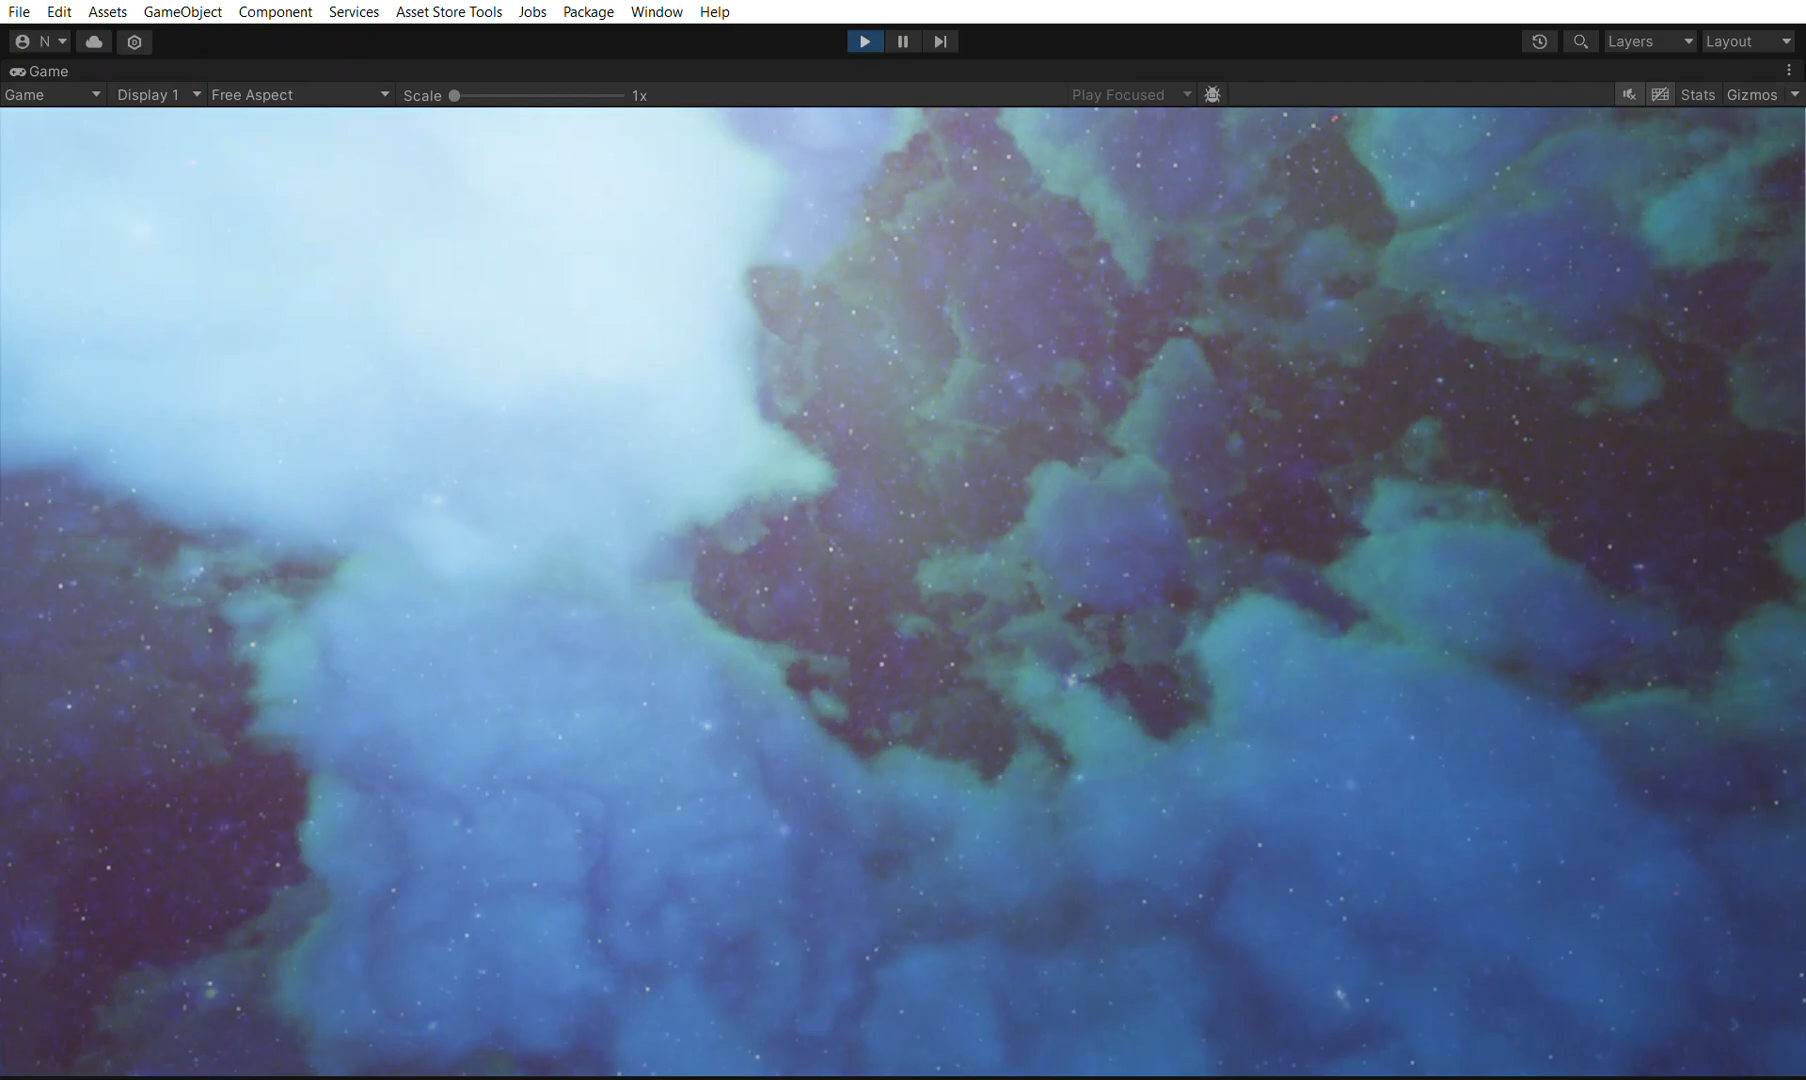 File Edit Assets GameObject Component Services Asset Store Tools Jobs Package Window Help
N Layers Layout
Game
Game Display 1 Free Aspect Scale 1x Play Focused Stats Gizmos